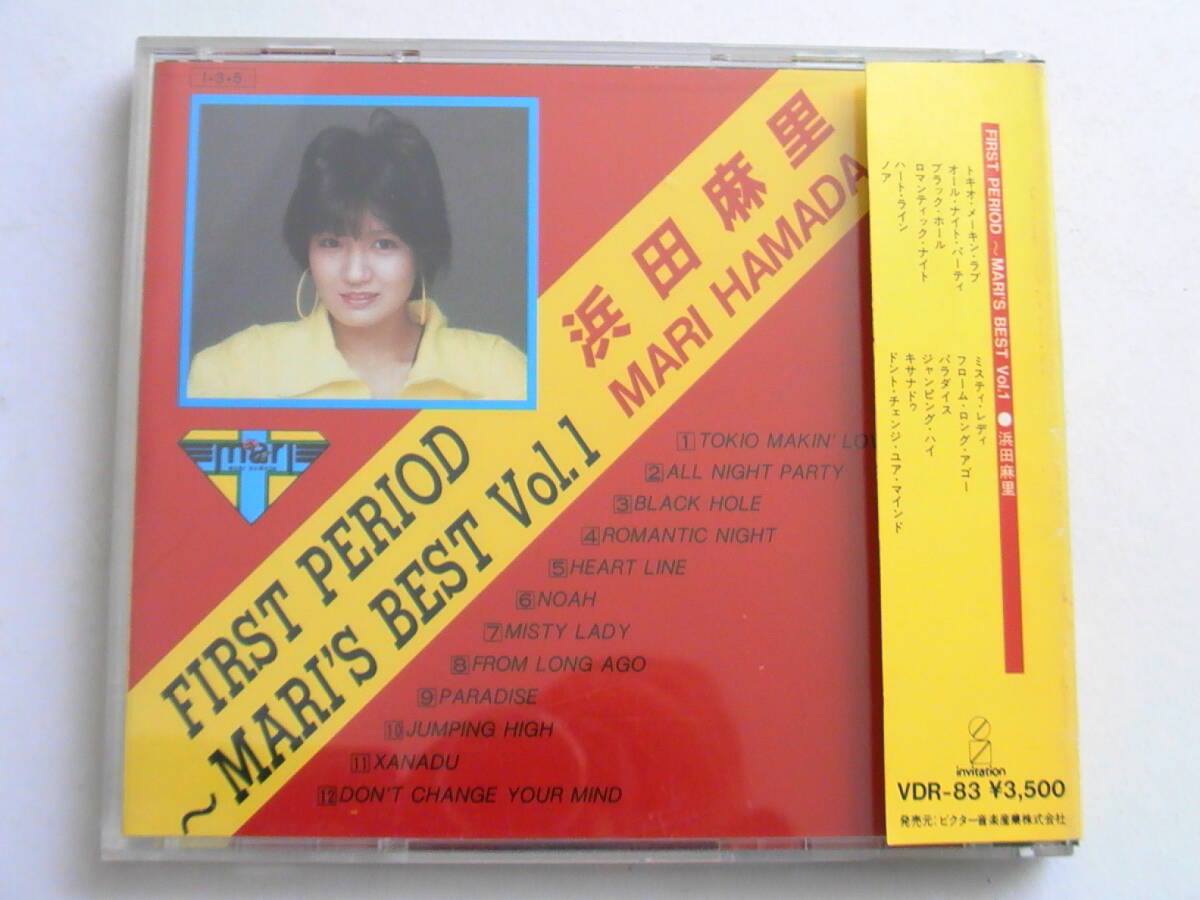 1-3-5
浜田麻里
MARI HAMADA
mari
FIRST PERIOD
～MARI'S BEST Vol.1
1 TOKIO MAKIN' LOV
2 ALL NIGHT PARTY
3 BLACK HOLE
4 ROMANTIC NIGHT
5 HEART LINE
6 NOAH
7 MISTY LADY
8 FROM LONG AGO
9 PARADISE
10 JUMPING HIGH
11 XANADU
12 DON'T CHANGE YOUR MIND
FIRST PERIOD ～MARI'S BEST Vol.1 ● 浜田麻里
トキオ・メーキン・ラブ
オール・ナイト・パーティ
ブラック・ホール
ロマンティック・ナイト
ハート・ライン
ノア
ミスティ・レディ
フローム・ロング・アゴー
パラダイス
ジャンピング・ハイ
キサナドゥ
ドント・チェンジ・ユア・マインド
invitation
VDR-83 ¥3,500
発売元:ビクター音楽産業株式会社